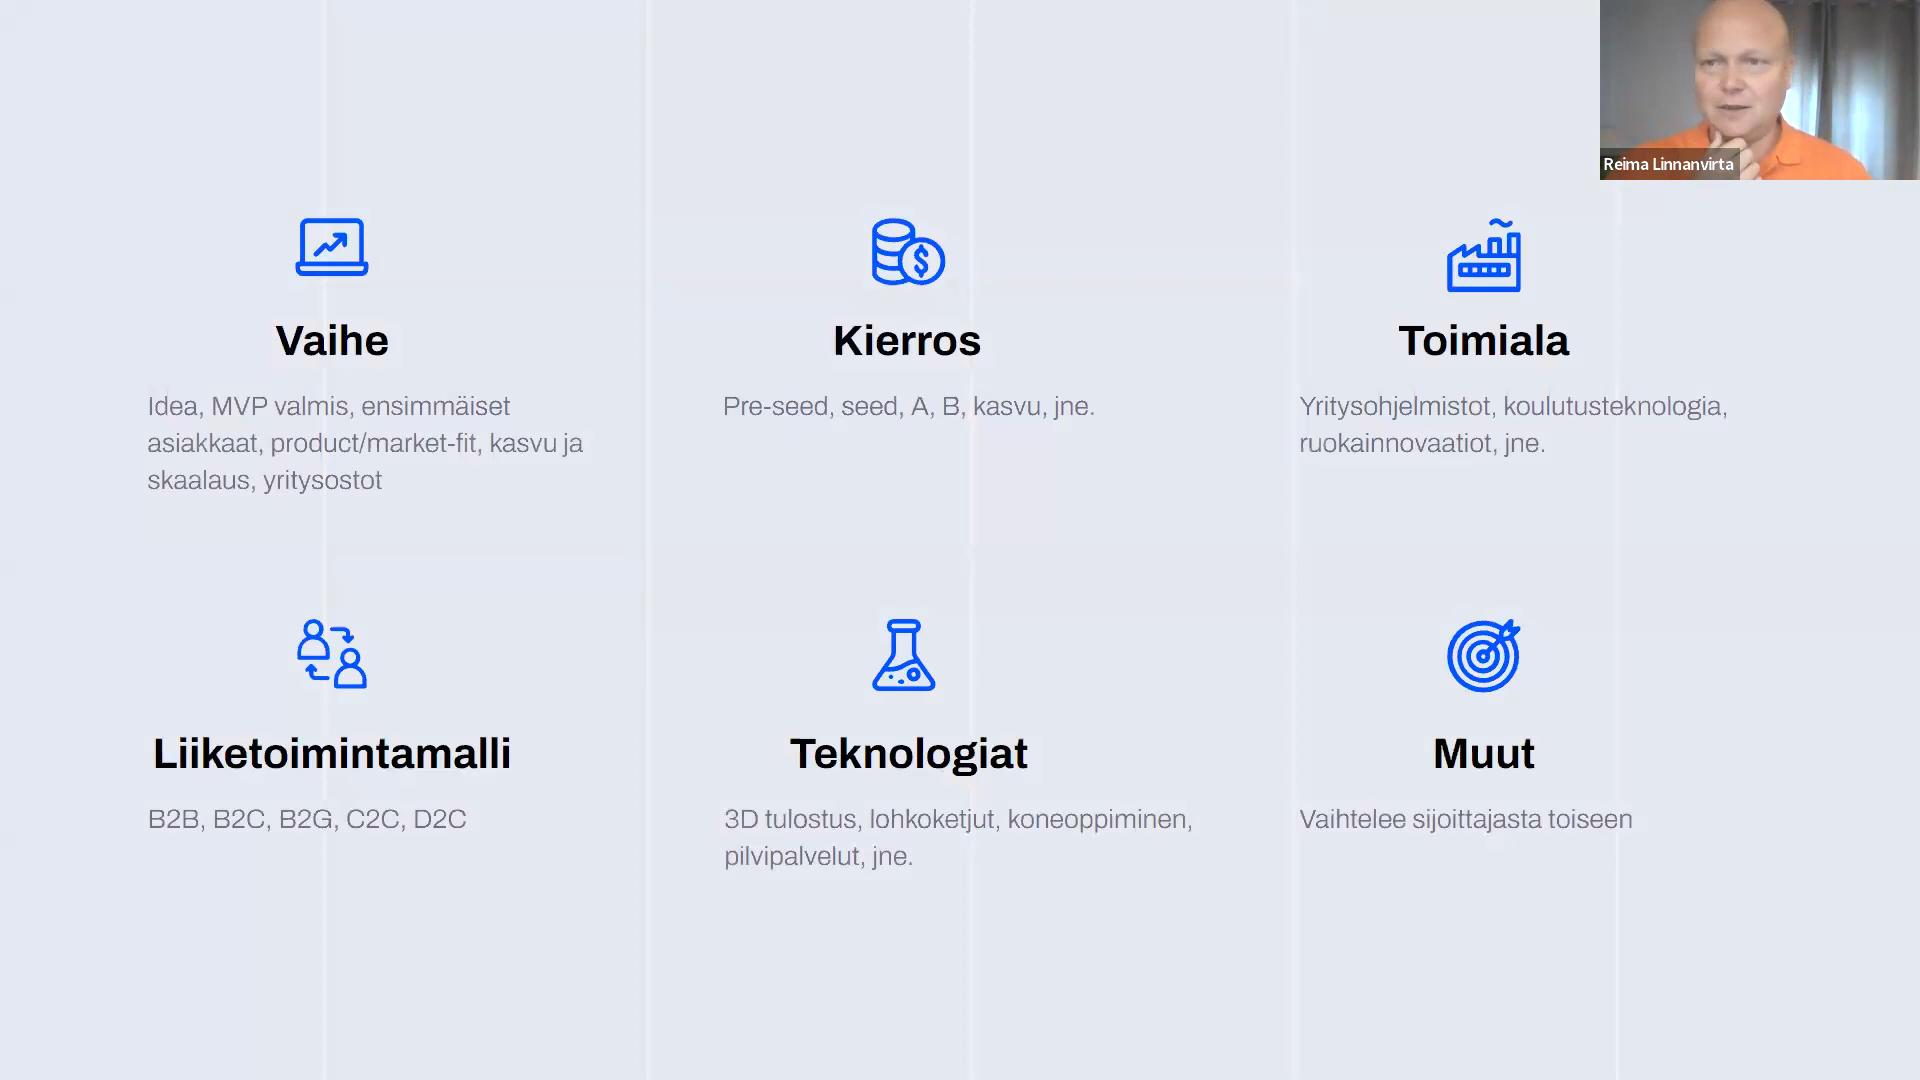 Reima Linnanvirta
Vaihe
Idea, MVP valmis, ensimmäiset
asiakkaat, product/market-fit, kasvu ja
skaalaus, yritysostot
Kierros
Pre-seed, seed, A, B, kasvu, jne.
Toimiala
Yritysohjelmistot, koulutusteknologia,
ruokainnovaatiot, jne.
Liiketoimintamalli
B2B, B2C, B2G, C2C, D2C
Teknologiat
3D tulostus, lohkoketjut, koneoppiminen,
pilvipalvelut, jne.
Muut
Vaihtelee sijoittajasta toiseen